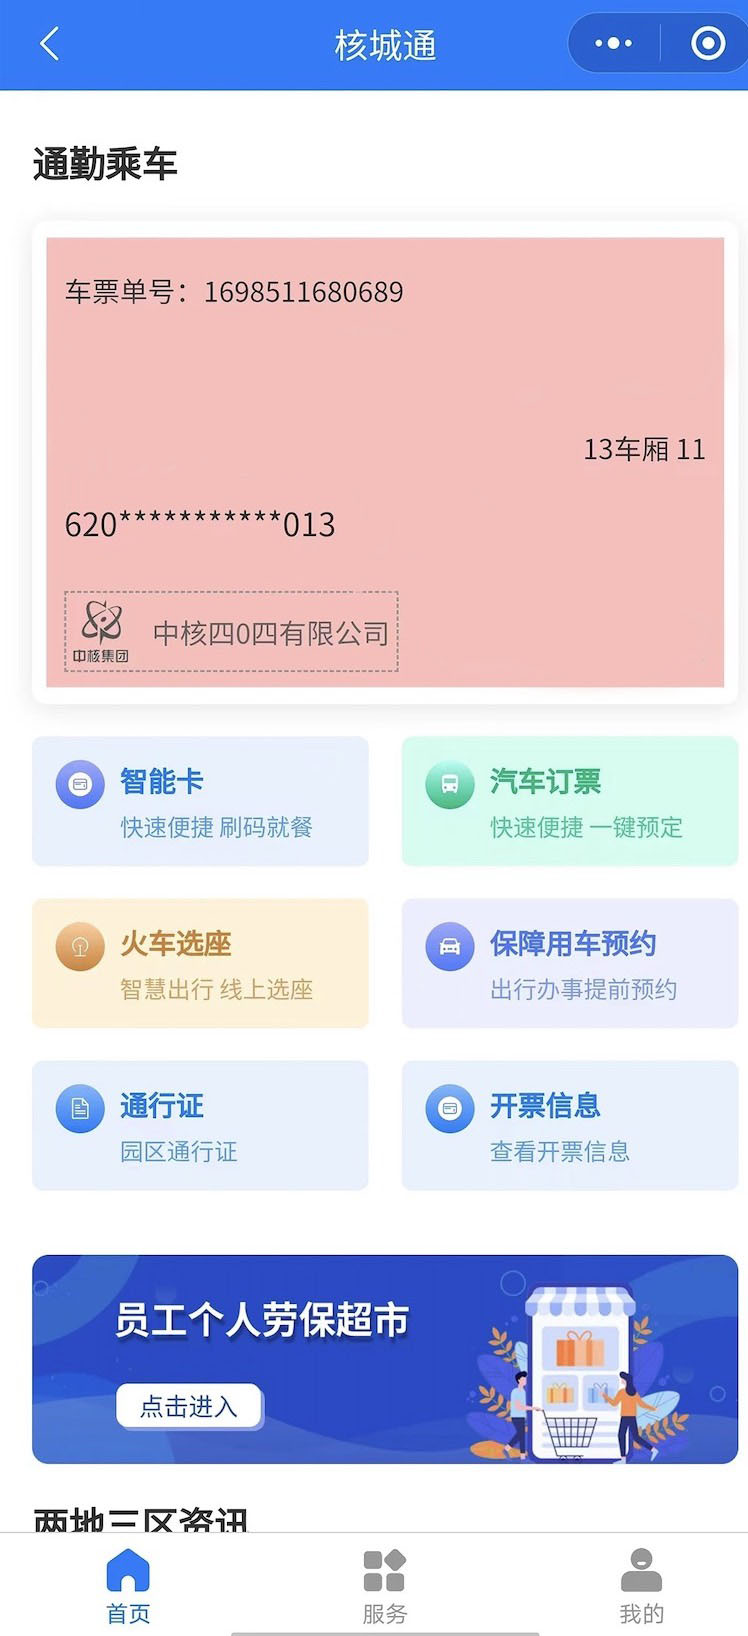 核城通
通勤乘车
车票单号：1698511680689
13车厢 11
620***********013
中核集团
中核四0四有限公司
智能卡
快速便捷 刷码就餐
汽车订票
快速便捷 一键预定
火车选座
智慧出行 线上选座
保障用车预约
出行办事提前预约
通行证
园区通行证
开票信息
查看开票信息
员工个人劳保超市
点击进入
两地三区资讯
首页
服务
我的